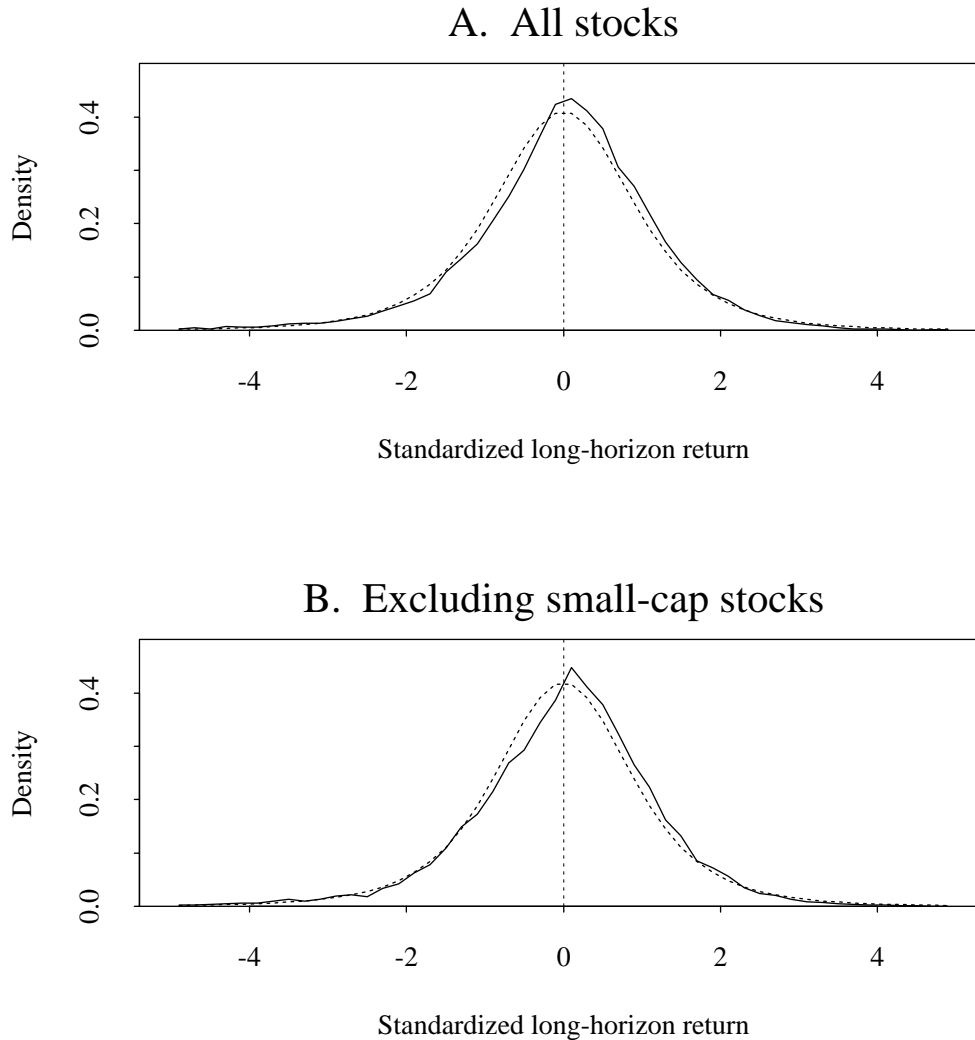 A. All stocks
Density
0.0 0.2 0.4
-4 -2 0 2 4
Standardized long-horizon return
B. Excluding small-cap stocks
Density
0.0 0.2 0.4
-4 -2 0 2 4
Standardized long-horizon return